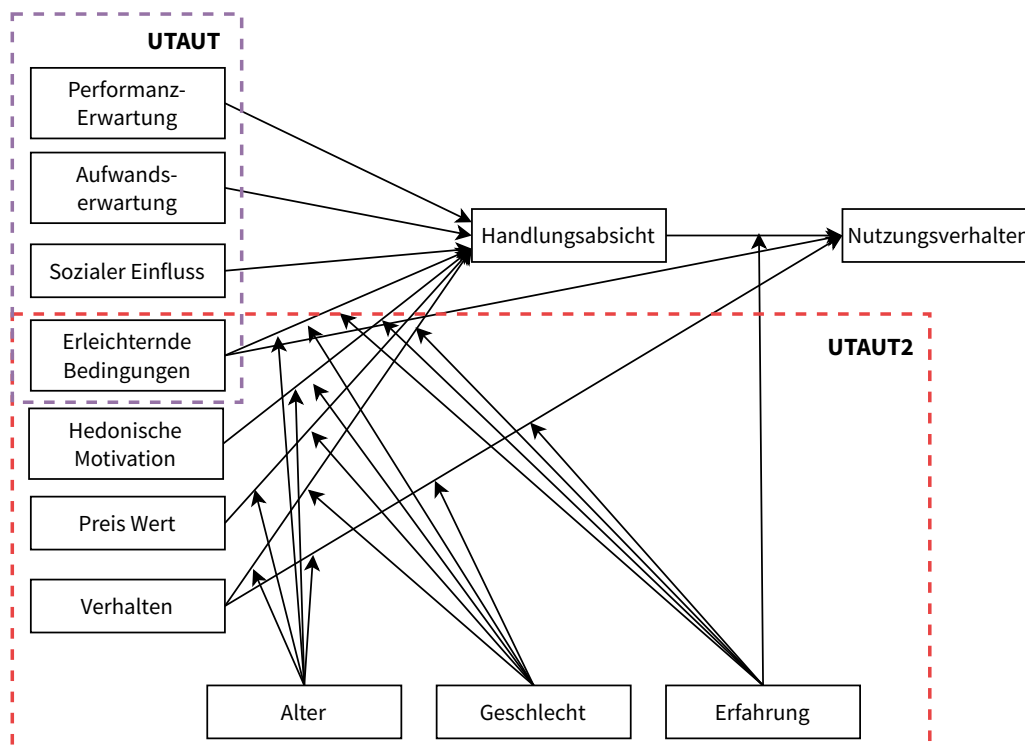 UTAUT
Performanz-
Erwartung
Aufwands-
erwartung
Sozialer Einfluss
Handlungsabsicht
Nutzungsverhalten
Erleichternde
Bedingungen
UTAUT2
Hedonische
Motivation
Preis Wert
Verhalten
Alter
Geschlecht
Erfahrung